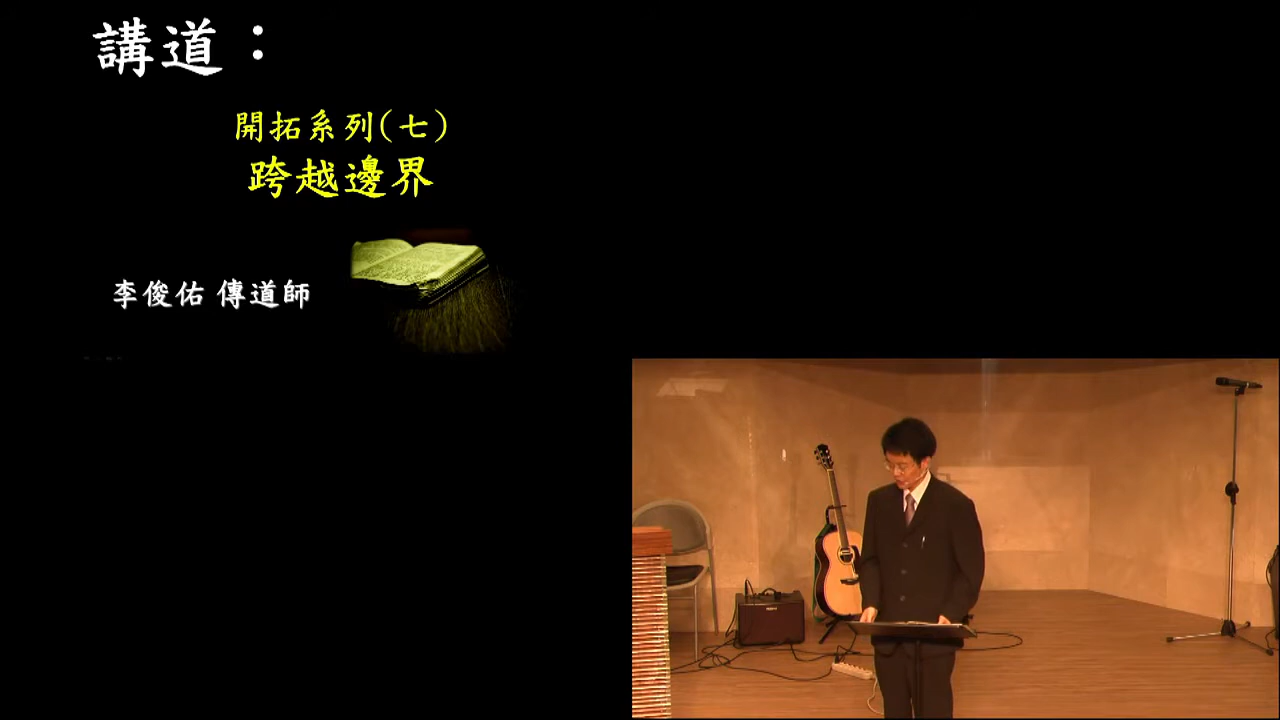 講道：
開拓系列(七)
跨越邊界
李俊佑 傳道師